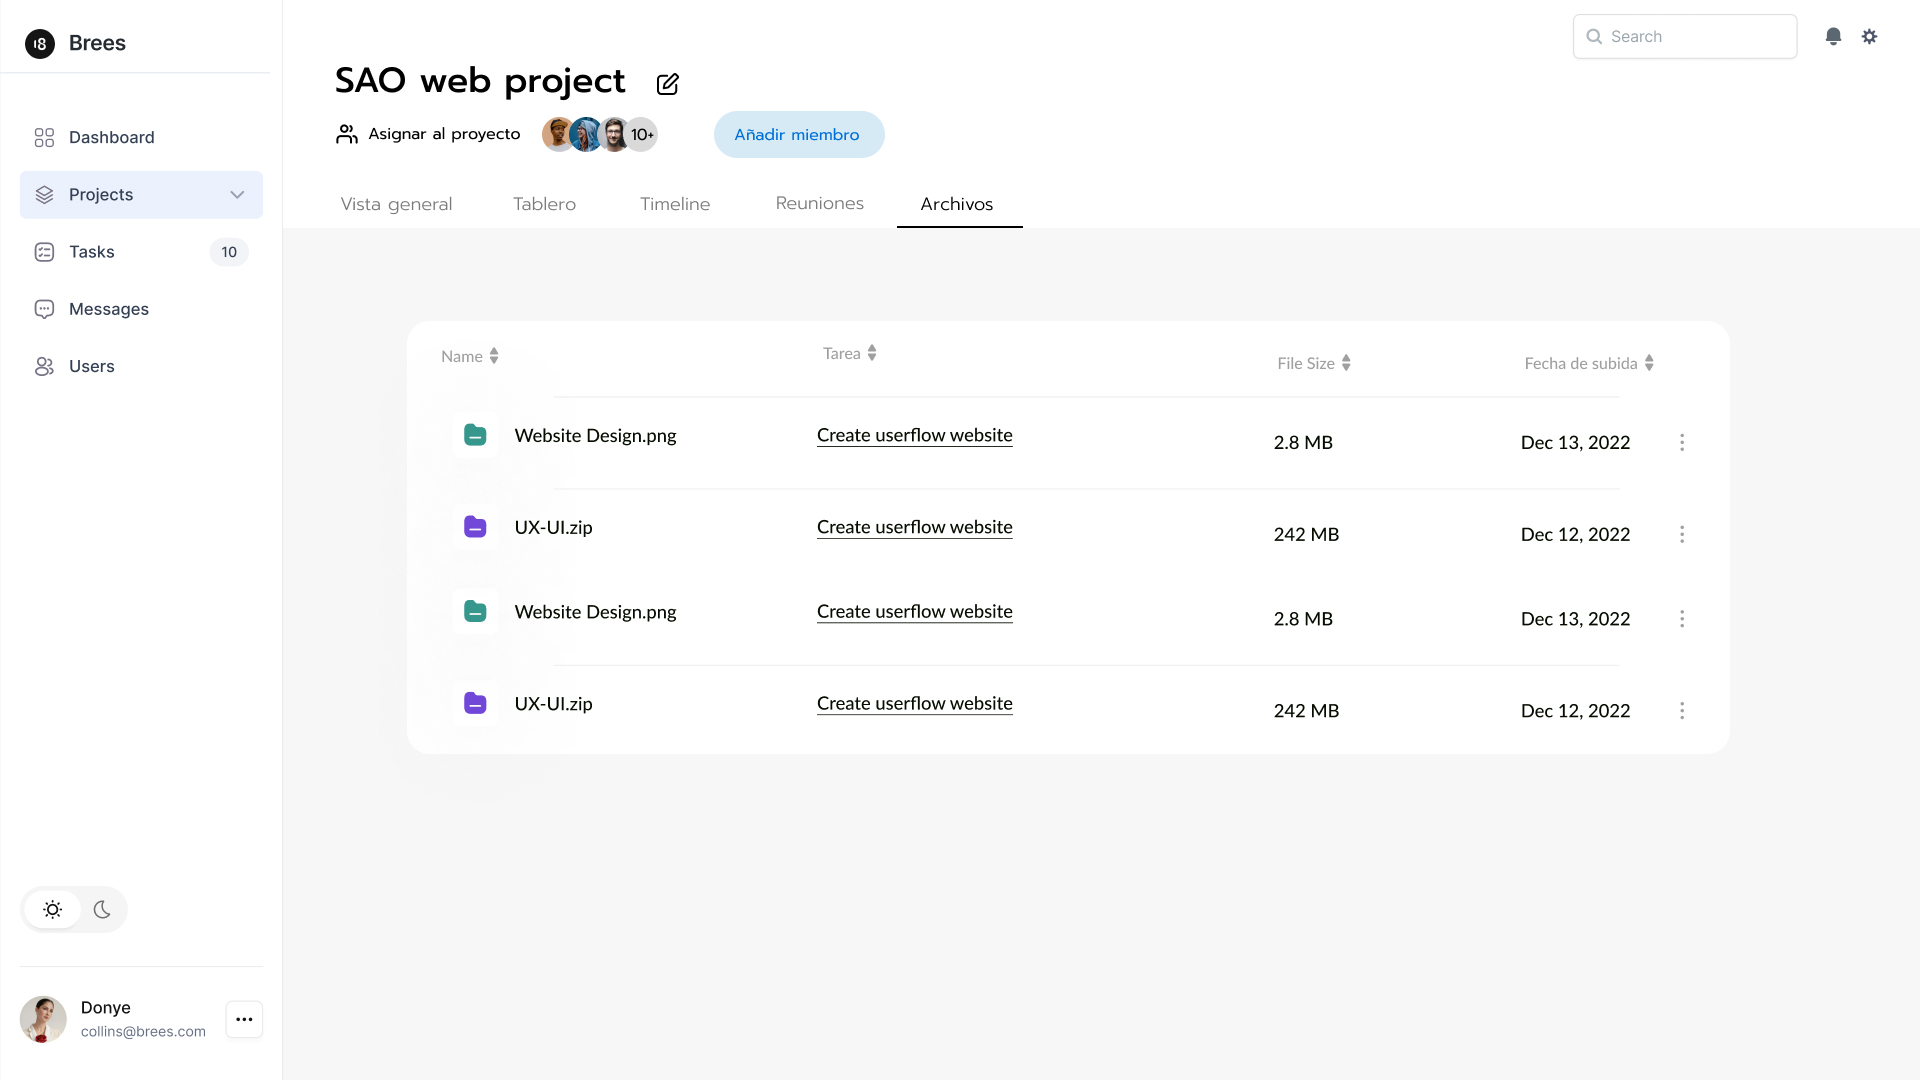 Brees
Search
SAO web project
Asignar al proyecto
10+
Añadir miembro
Dashboard
Projects
Tasks
10
Messages
Users
Vista general
Tablero
Timeline
Reuniones
Archivos
Name
Tarea
File Size
Fecha de subida
Website Design.png
Create userflow website
2.8 MB
Dec 13, 2022
UX-UI.zip
Create userflow website
242 MB
Dec 12, 2022
Website Design.png
Create userflow website
2.8 MB
Dec 13, 2022
UX-UI.zip
Create userflow website
242 MB
Dec 12, 2022
Donye
collins@brees.com